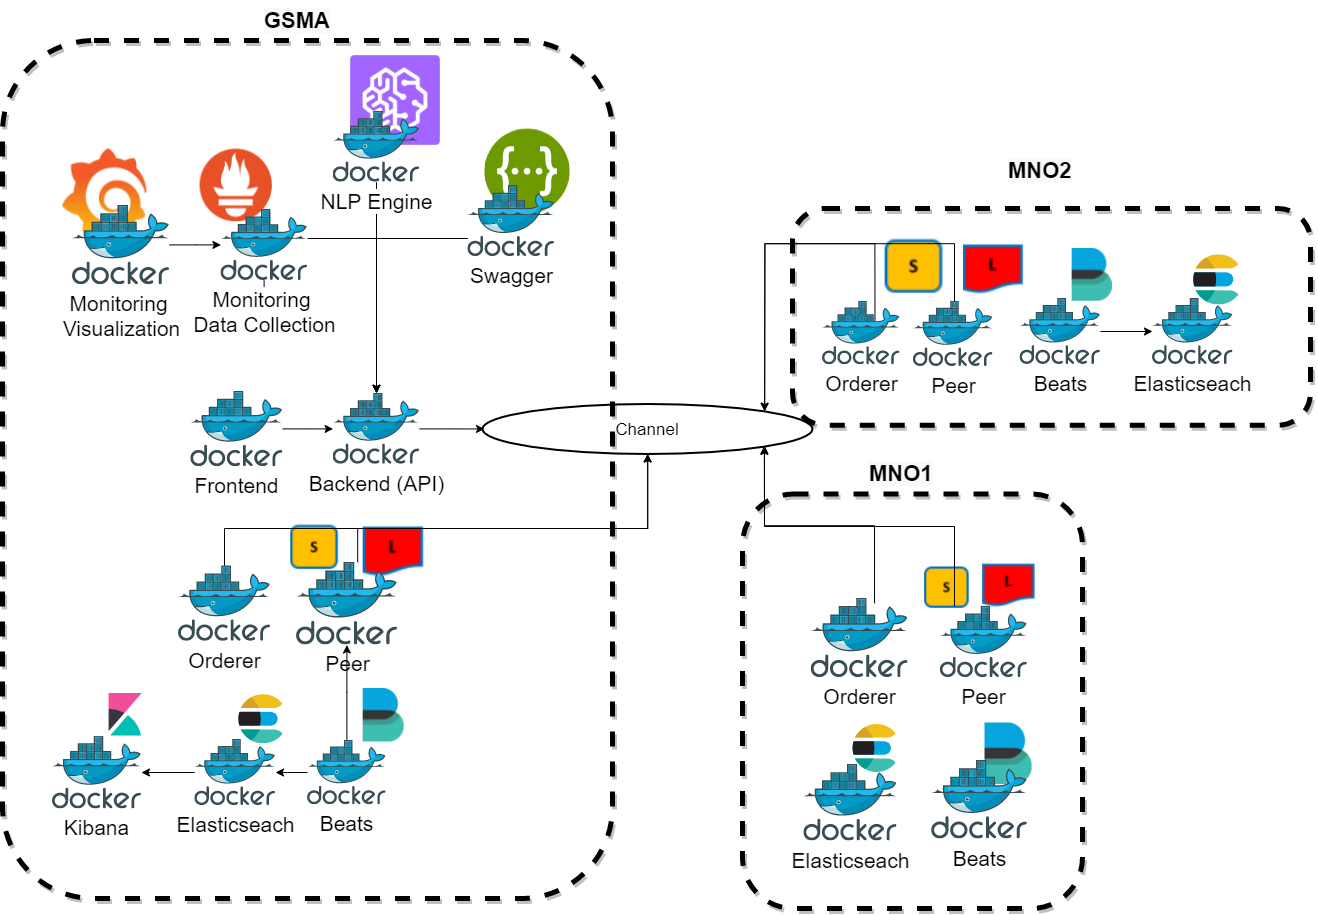 GSMA
docker
NLP Engine
docker
Monitoring
Visualization
docker
Monitoring
Data Collection
{...}
docker
Swagger
MNO2
S
L
docker
Orderer
docker
Peer
docker
Beats
docker
Elasticseach
docker
Frontend
docker
Backend (API)
Channel
MNO1
S
L
docker
Orderer
docker
Peer
S
L
docker
Orderer
docker
Peer
docker
Kibana
docker
Elasticseach
docker
Beats
docker
Elasticseach
docker
Beats